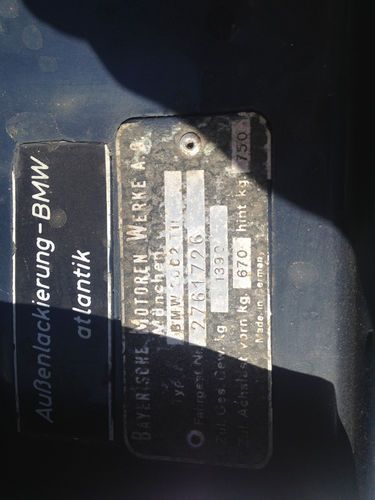 Außenlackierung-BMW
atlantik
BAYERISCHE MOTOREN WERKE A.G.
München
Typ BMW 2002 TII
Fahrgest.Nr. 2761726
Zul. Ges. Gew. kg 1390
Zul. Achslast vorn kg. 670 hint. kg 750
Made in Germany